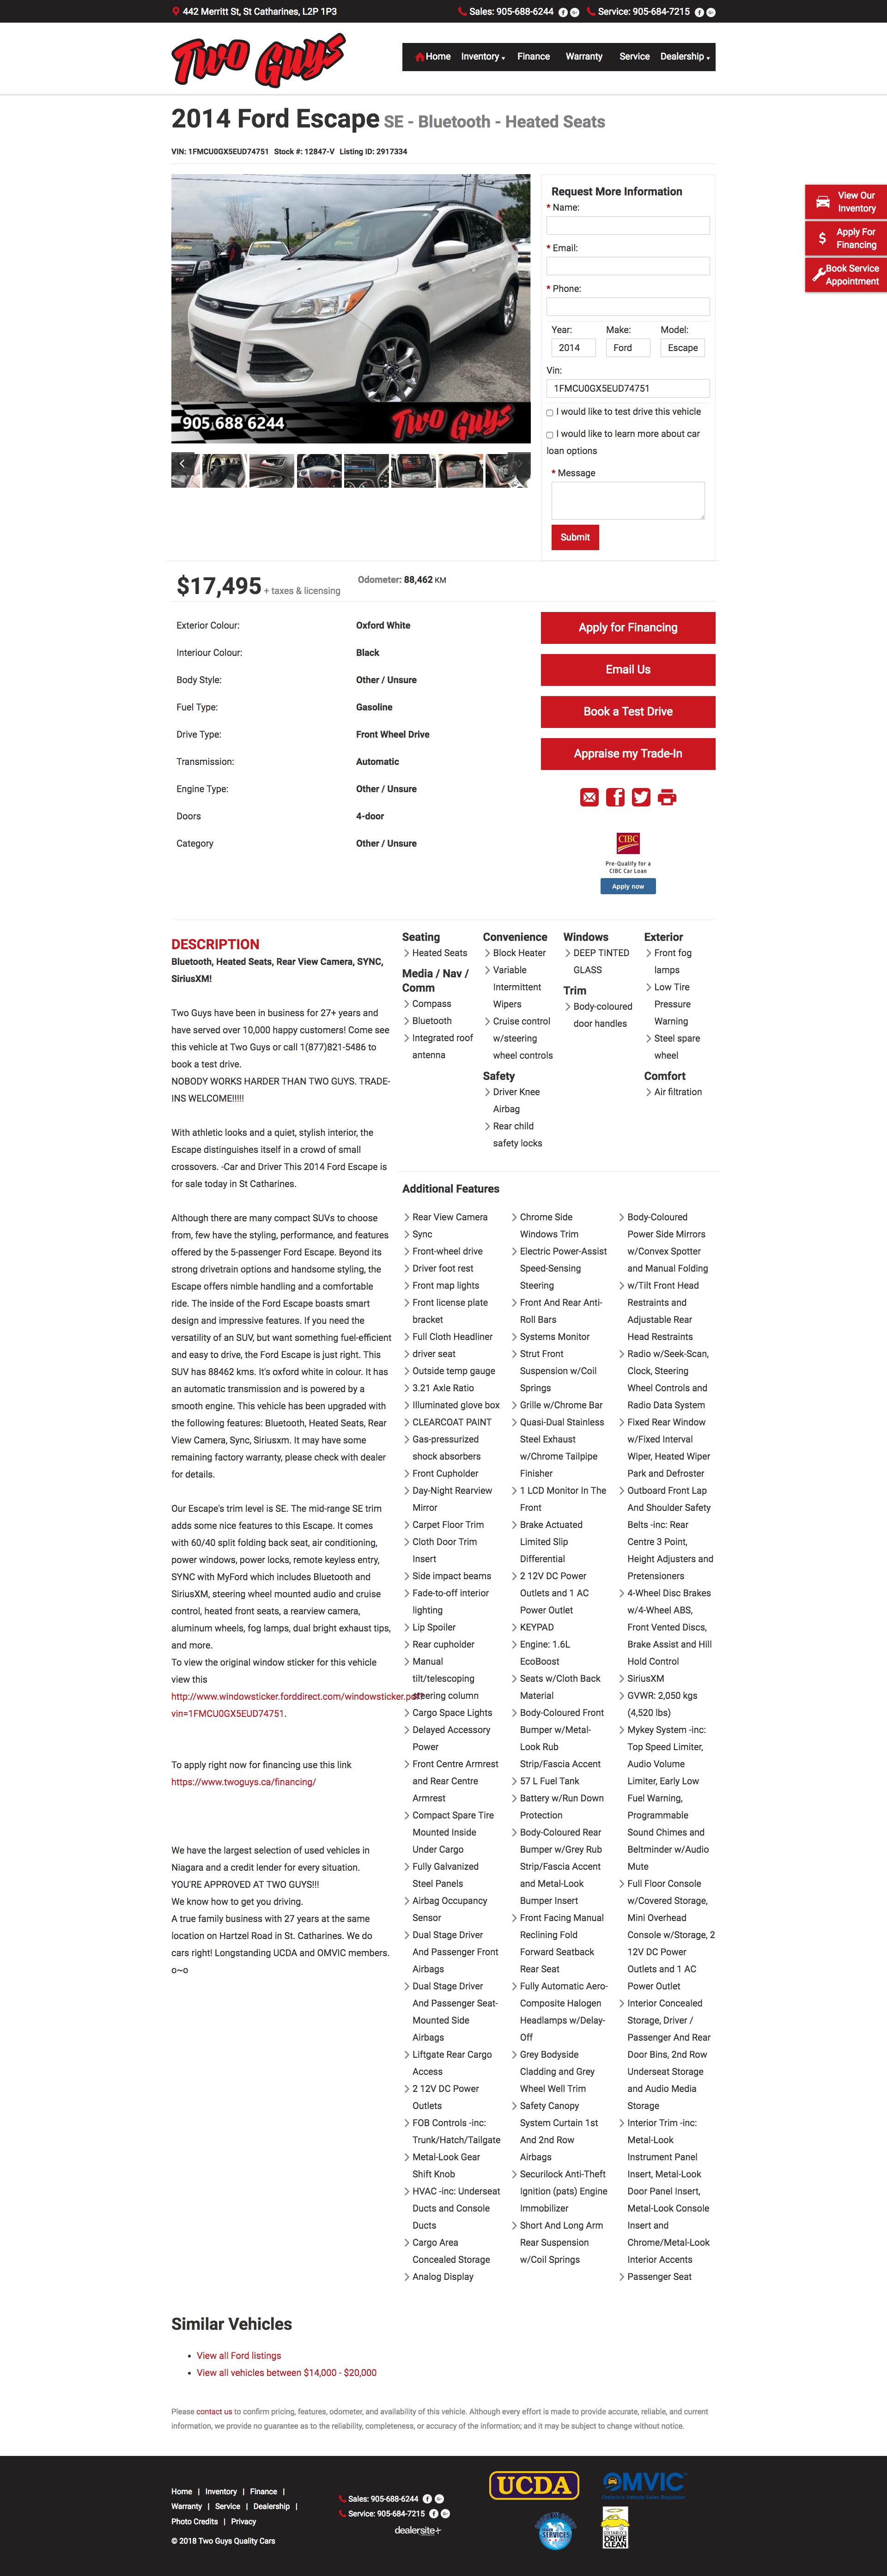 442 Merritt St, St Catharines, L2P 1P3
Sales: 905-688-6244
Service: 905-684-7215
Two Guys
Home
Inventory
Finance
Warranty
Service
Dealership
2014 Ford Escape SE - Bluetooth - Heated Seats
VIN: 1FMCU0GX5EUD74751 Stock #: 12847-V Listing ID: 2917334
View Our
Inventory
Apply For
Financing
Book Service
Appointment
905 688 6244
Two Guys
Request More Information
* Name:
* Email:
* Phone:
Year:
Make:
Model:
2014
Ford
Escape
Vin:
1FMCU0GX5EUD74751
I would like to test drive this vehicle
I would like to learn more about car
loan options
* Message
Submit
$17,495 + taxes & licensing
Odometer: 88,462 KM
Exterior Colour: Oxford White
Interiour Colour: Black
Body Style: Other / Unsure
Fuel Type: Gasoline
Drive Type: Front Wheel Drive
Transmission: Automatic
Engine Type: Other / Unsure
Doors 4-door
Category Other / Unsure
Apply for Financing
Email Us
Book a Test Drive
Appraise my Trade-In
CIBC
Pre-Qualify for a
CIBC Car Loan
Apply now
DESCRIPTION
Bluetooth, Heated Seats, Rear View Camera, SYNC,
SiriusXM!
Two Guys have been in business for 27+ years and
have served over 10,000 happy customers! Come see
this vehicle at Two Guys or call 1(877)821-5486 to
book a test drive.
NOBODY WORKS HARDER THAN TWO GUYS. TRADE-
INS WELCOME!!!!!
With athletic looks and a quiet, stylish interior, the
Escape distinguishes itself in a crowd of small
crossovers. -Car and Driver This 2014 Ford Escape is
for sale today in St Catharines.
Although there are many compact SUVs to choose
from, few have the styling, performance, and features
offered by the 5-passenger Ford Escape. Beyond its
strong drivetrain options and handsome styling, the
Escape offers nimble handling and a comfortable
ride. The inside of the Ford Escape boasts smart
design and impressive features. If you need the
versatility of an SUV, but want something fuel-efficient
and easy to drive, the Ford Escape is just right. This
SUV has 88462 kms. It's oxford white in colour. It has
an automatic transmission and is powered by a
smooth engine. This vehicle has been upgraded with
the following features: Bluetooth, Heated Seats, Rear
View Camera, Sync, Siriusxm. It may have some
remaining factory warranty, please check with dealer
for details.
Our Escape's trim level is SE. The mid-range SE trim
adds some nice features to this Escape. It comes
with 60/40 split folding back seat, air conditioning,
power windows, power locks, remote keyless entry,
SYNC with MyFord which includes Bluetooth and
SiriusXM, steering wheel mounted audio and cruise
control, heated front seats, a rearview camera,
aluminum wheels, fog lamps, dual bright exhaust tips,
and more.
To view the original window sticker for this vehicle
view this
http://www.windowsticker.forddirect.com/windowsticker.pdf?
vin=1FMCU0GX5EUD74751.
To apply right now for financing use this link
https://www.twoguys.ca/financing/
We have the largest selection of used vehicles in
Niagara and a credit lender for every situation.
YOU'RE APPROVED AT TWO GUYS!!!
We know how to get you driving.
A true family business with 27 years at the same
location on Hartzel Road in St. Catharines. We do
cars right! Longstanding UCDA and OMVIC members.
o~o
Seating
Heated Seats
Media / Nav /
Comm
Compass
Bluetooth
Integrated roof
antenna
Convenience
Block Heater
Variable
Intermittent
Wipers
Cruise control
w/steering
wheel controls
Safety
Driver Knee
Airbag
Rear child
safety locks
Windows
DEEP TINTED
GLASS
Trim
Body-coloured
door handles
Exterior
Front fog
lamps
Low Tire
Pressure
Warning
Steel spare
wheel
Comfort
Air filtration
Additional Features
Rear View Camera
Sync
Front-wheel drive
Driver foot rest
Front map lights
Front license plate
bracket
Full Cloth Headliner
driver seat
Outside temp gauge
3.21 Axle Ratio
Illuminated glove box
CLEARCOAT PAINT
Gas-pressurized
shock absorbers
Front Cupholder
Day-Night Rearview
Mirror
Carpet Floor Trim
Cloth Door Trim
Insert
Side impact beams
Fade-to-off interior
lighting
Lip Spoiler
Rear cupholder
Manual
tilt/telescoping
steering column
Cargo Space Lights
Delayed Accessory
Power
Front Centre Armrest
and Rear Centre
Armrest
Compact Spare Tire
Mounted Inside
Under Cargo
Fully Galvanized
Steel Panels
Airbag Occupancy
Sensor
Dual Stage Driver
And Passenger Front
Airbags
Dual Stage Driver
And Passenger Seat-
Mounted Side
Airbags
Liftgate Rear Cargo
Access
2 12V DC Power
Outlets
FOB Controls -inc:
Trunk/Hatch/Tailgate
Metal-Look Gear
Shift Knob
HVAC -inc: Underseat
Ducts and Console
Ducts
Cargo Area
Concealed Storage
Analog Display
Chrome Side
Windows Trim
Electric Power-Assist
Speed-Sensing
Steering
Front And Rear Anti-
Roll Bars
Systems Monitor
Strut Front
Suspension w/Coil
Springs
Grille w/Chrome Bar
Quasi-Dual Stainless
Steel Exhaust
w/Chrome Tailpipe
Finisher
1 LCD Monitor In The
Front
Brake Actuated
Limited Slip
Differential
2 12V DC Power
Outlets and 1 AC
Power Outlet
KEYPAD
Engine: 1.6L
EcoBoost
Seats w/Cloth Back
Material
Body-Coloured Front
Bumper w/Metal-
Look Rub
Strip/Fascia Accent
57 L Fuel Tank
Battery w/Run Down
Protection
Body-Coloured Rear
Bumper w/Grey Rub
Strip/Fascia Accent
and Metal-Look
Bumper Insert
Front Facing Manual
Reclining Fold
Forward Seatback
Rear Seat
Fully Automatic Aero-
Composite Halogen
Headlamps w/Delay-
Off
Grey Bodyside
Cladding and Grey
Wheel Well Trim
Safety Canopy
System Curtain 1st
And 2nd Row
Airbags
Securilock Anti-Theft
Ignition (pats) Engine
Immobilizer
Short And Long Arm
Rear Suspension
w/Coil Springs
Body-Coloured
Power Side Mirrors
w/Convex Spotter
and Manual Folding
w/Tilt Front Head
Restraints and
Adjustable Rear
Head Restraints
Radio w/Seek-Scan,
Clock, Steering
Wheel Controls and
Radio Data System
Fixed Rear Window
w/Fixed Interval
Wiper, Heated Wiper
Park and Defroster
Outboard Front Lap
And Shoulder Safety
Belts -inc: Rear
Centre 3 Point,
Height Adjusters and
Pretensioners
4-Wheel Disc Brakes
w/4-Wheel ABS,
Front Vented Discs,
Brake Assist and Hill
Hold Control
SiriusXM
GVWR: 2,050 kgs
(4,520 lbs)
Mykey System -inc:
Top Speed Limiter,
Audio Volume
Limiter, Early Low
Fuel Warning,
Programmable
Sound Chimes and
Beltminder w/Audio
Mute
Full Floor Console
w/Covered Storage,
Mini Overhead
Console w/Storage, 2
12V DC Power
Outlets and 1 AC
Power Outlet
Interior Concealed
Storage, Driver /
Passenger And Rear
Door Bins, 2nd Row
Underseat Storage
and Audio Media
Storage
Interior Trim -inc:
Metal-Look
Instrument Panel
Insert, Metal-Look
Door Panel Insert,
Metal-Look Console
Insert and
Chrome/Metal-Look
Interior Accents
Passenger Seat
Similar Vehicles
View all Ford listings
View all vehicles between $14,000 - $20,000
Please contact us to confirm pricing, features, odometer, and availability of this vehicle. Although every effort is made to provide accurate, reliable, and current
information, we provide no guarantee as to the reliability, completeness, or accuracy of the information; and it may be subject to change without notice.
Home | Inventory | Finance |
Warranty | Service | Dealership |
Photo Credits | Privacy
© 2018 Two Guys Quality Cars
Sales: 905-688-6244
Service: 905-684-7215
dealersite+
UCDA
OMVIC
Ontario's Vehicle Sales Regulator
SERVICES
ONTARIO'S
DRIVE
CLEAN